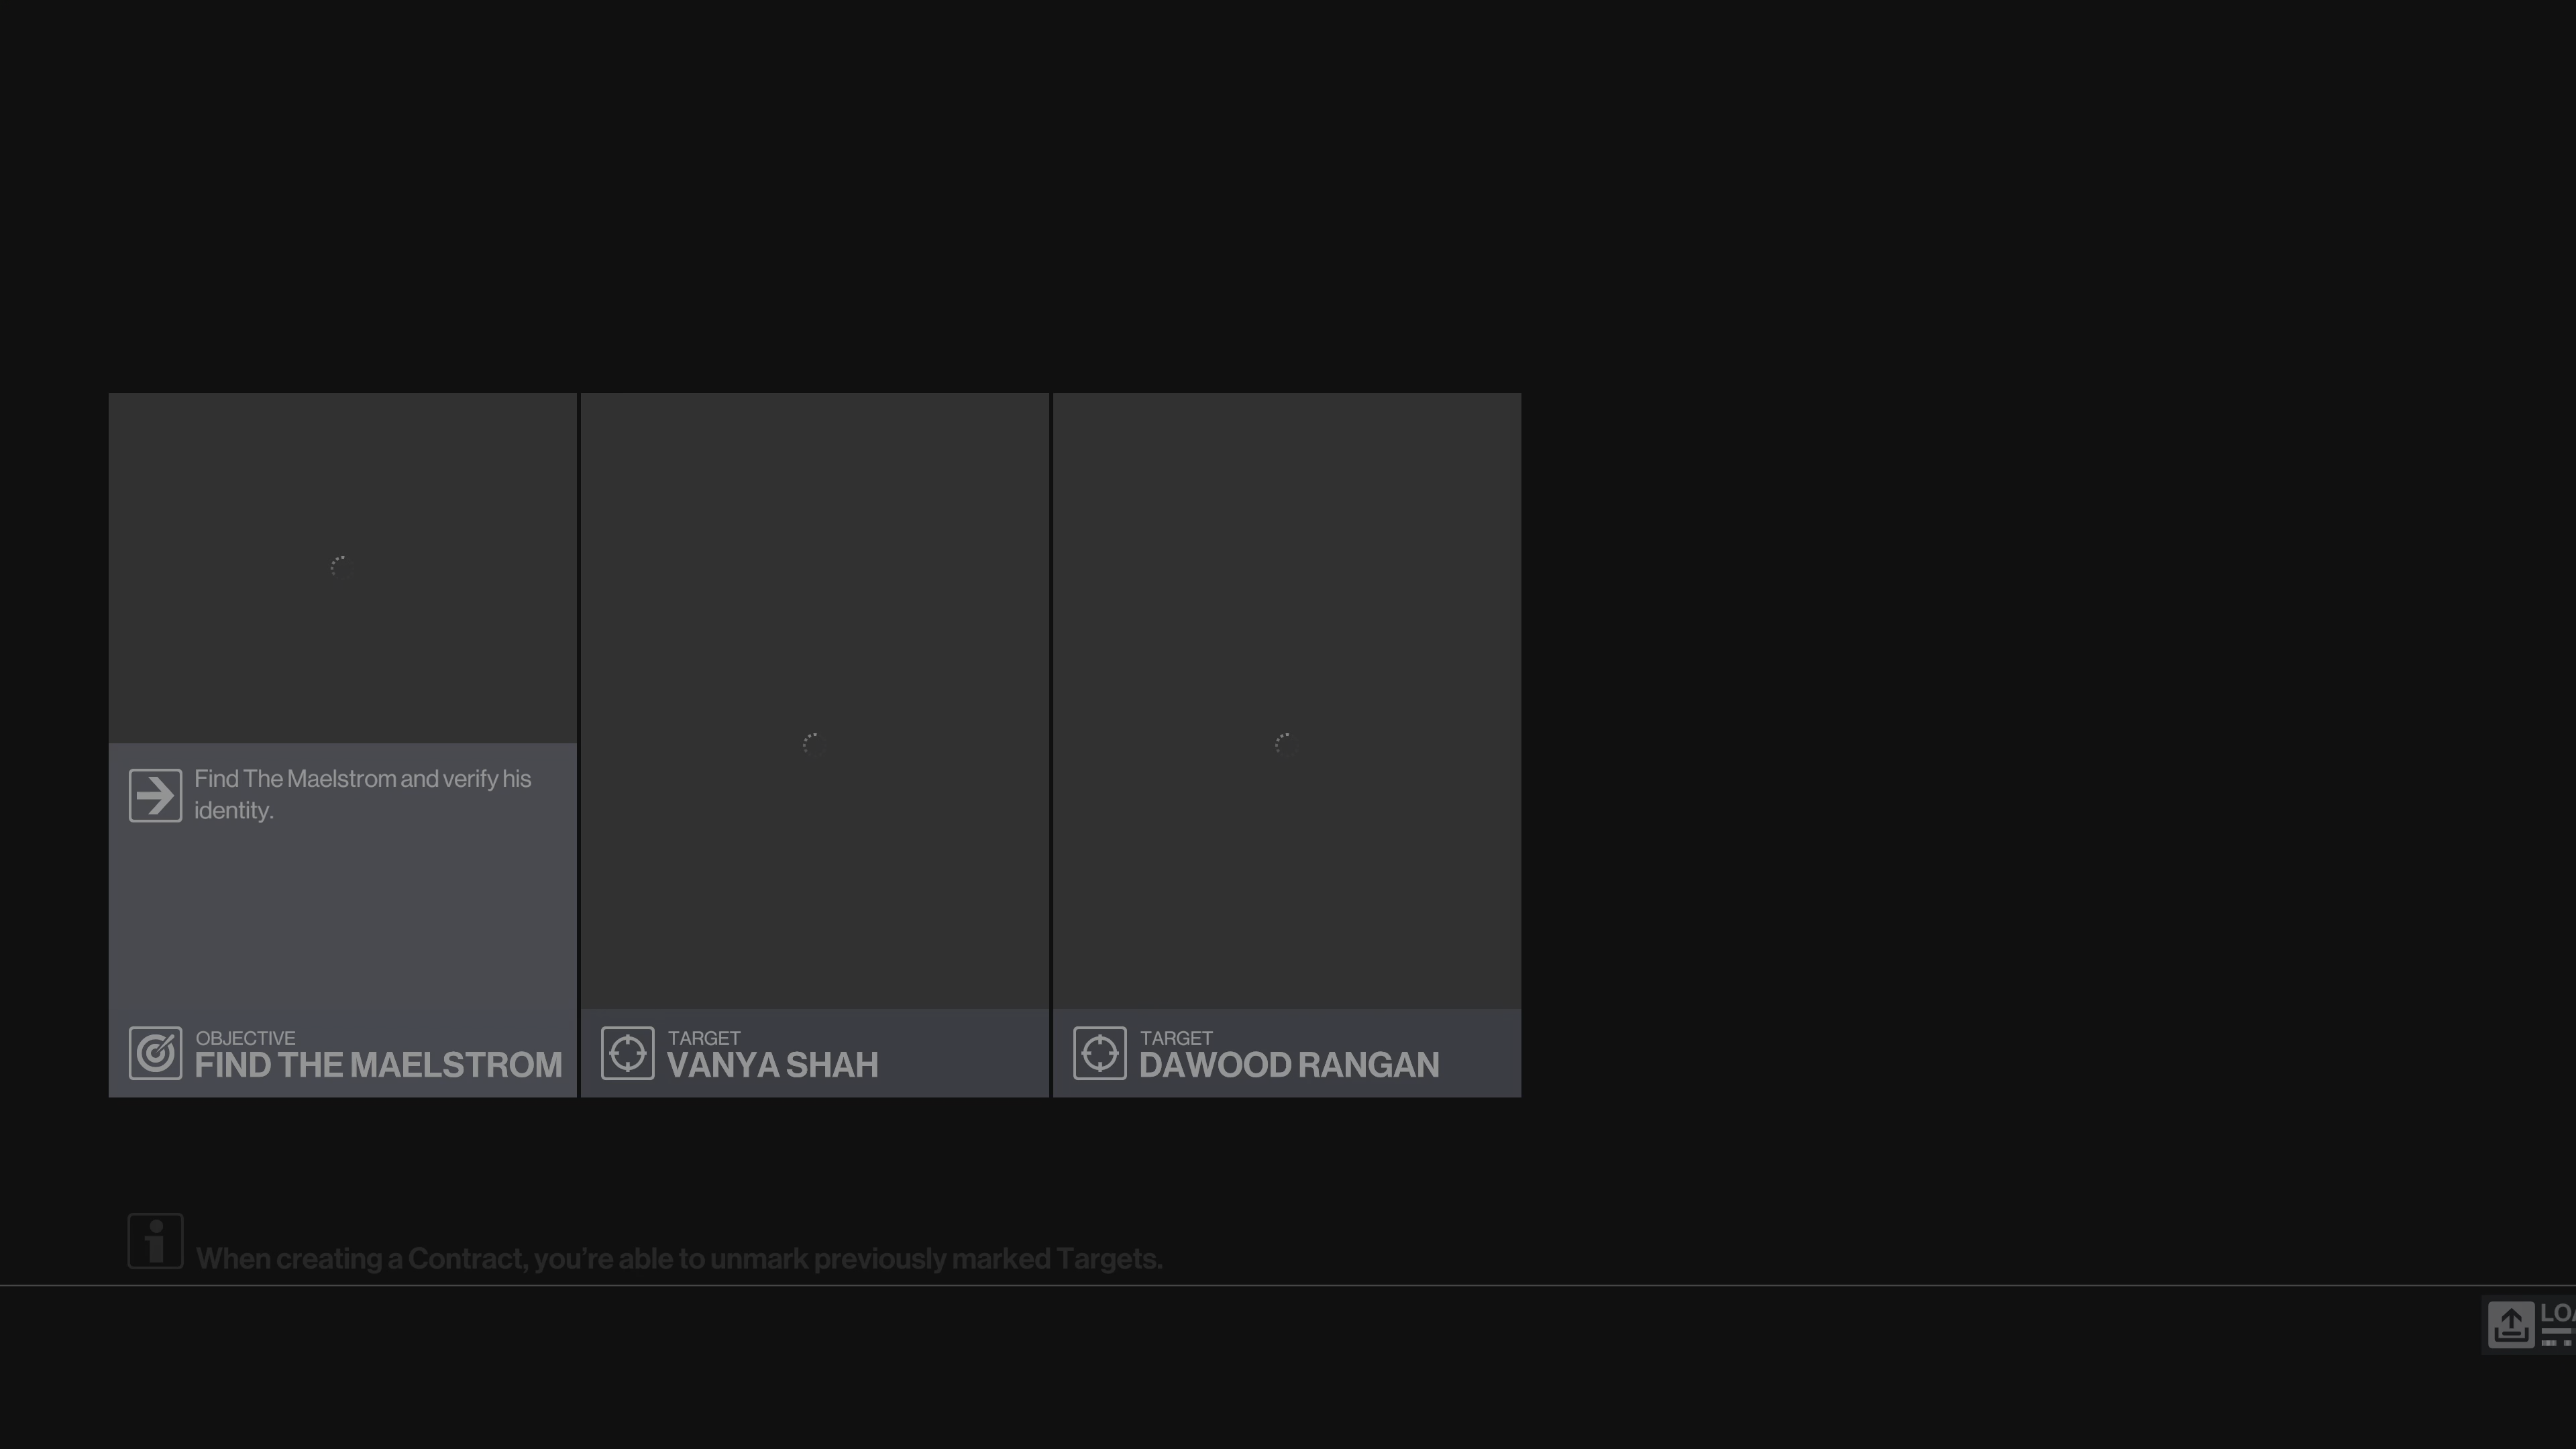 Find The Maelstrom and verify his
identity.
OBJECTIVE
FIND THE MAELSTROM
TARGET
VANYA SHAH
TARGET
DAWOOD RANGAN
When creating a Contract, you're able to unmark previously marked Targets.